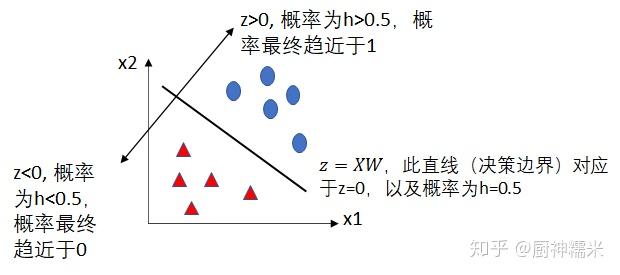 z>0, 概率为h>0.5，概
率最终趋近于1
x2
z<0, 概率
为h<0.5，
概率最终
趋近于0
z = XW，此直线（决策边界）对应
于z=0，以及概率为h=0.5
x1
知乎 @厨神糯米